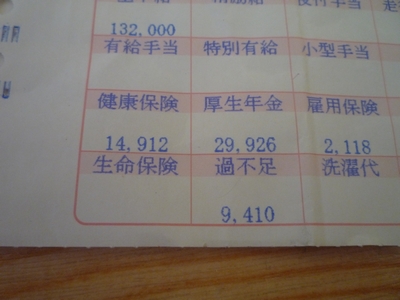 132,000
有給手当 特別有給 小型手当
健康保険 厚生年金 雇用保険
14,912 29,926 2,118
生命保険 過不足 洗濯代
9,410